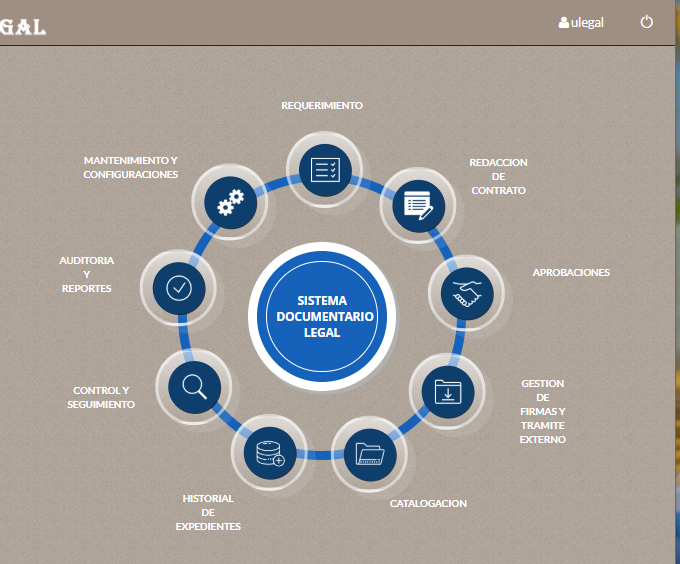 GAL
ulegal
REQUERIMIENTO
MANTENIMIENTO Y
CONFIGURACIONES
REDACCION
DE
CONTRATO
AUDITORIA
Y
REPORTES
APROBACIONES
SISTEMA
DOCUMENTARIO
LEGAL
CONTROL Y
SEGUIMIENTO
GESTION
DE
FIRMAS Y
TRAMITE
EXTERNO
HISTORIAL
DE
EXPEDIENTES
CATALOGACION